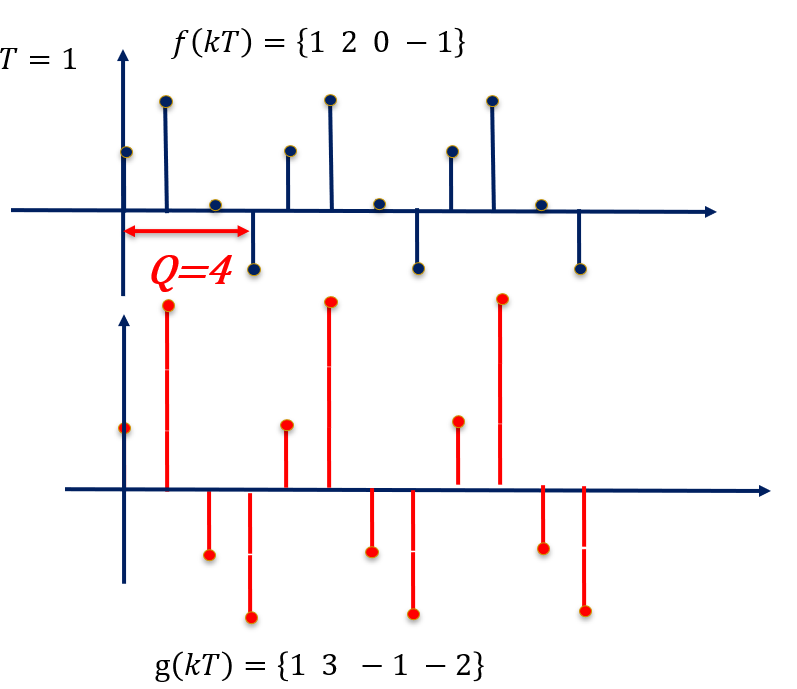 f(kT) = {1 2 0 − 1}
T = 1
Q=4
g(kT) = {1 3 − 1 − 2}